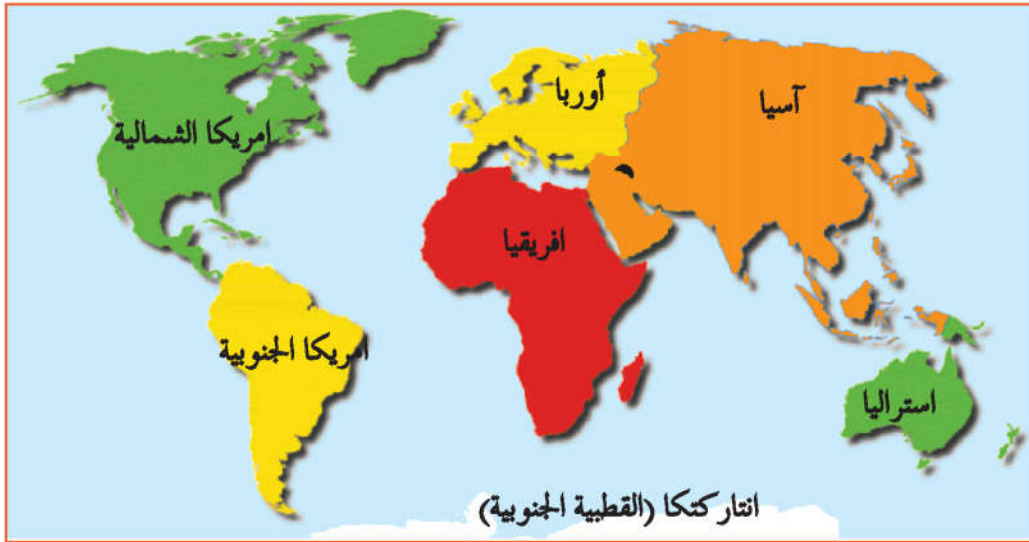 أوربا
آسيا
امريكا الشمالية
افريقيا
امريكا الجنوبية
استراليا
انتاركتكا (القطبية الجنوبية)